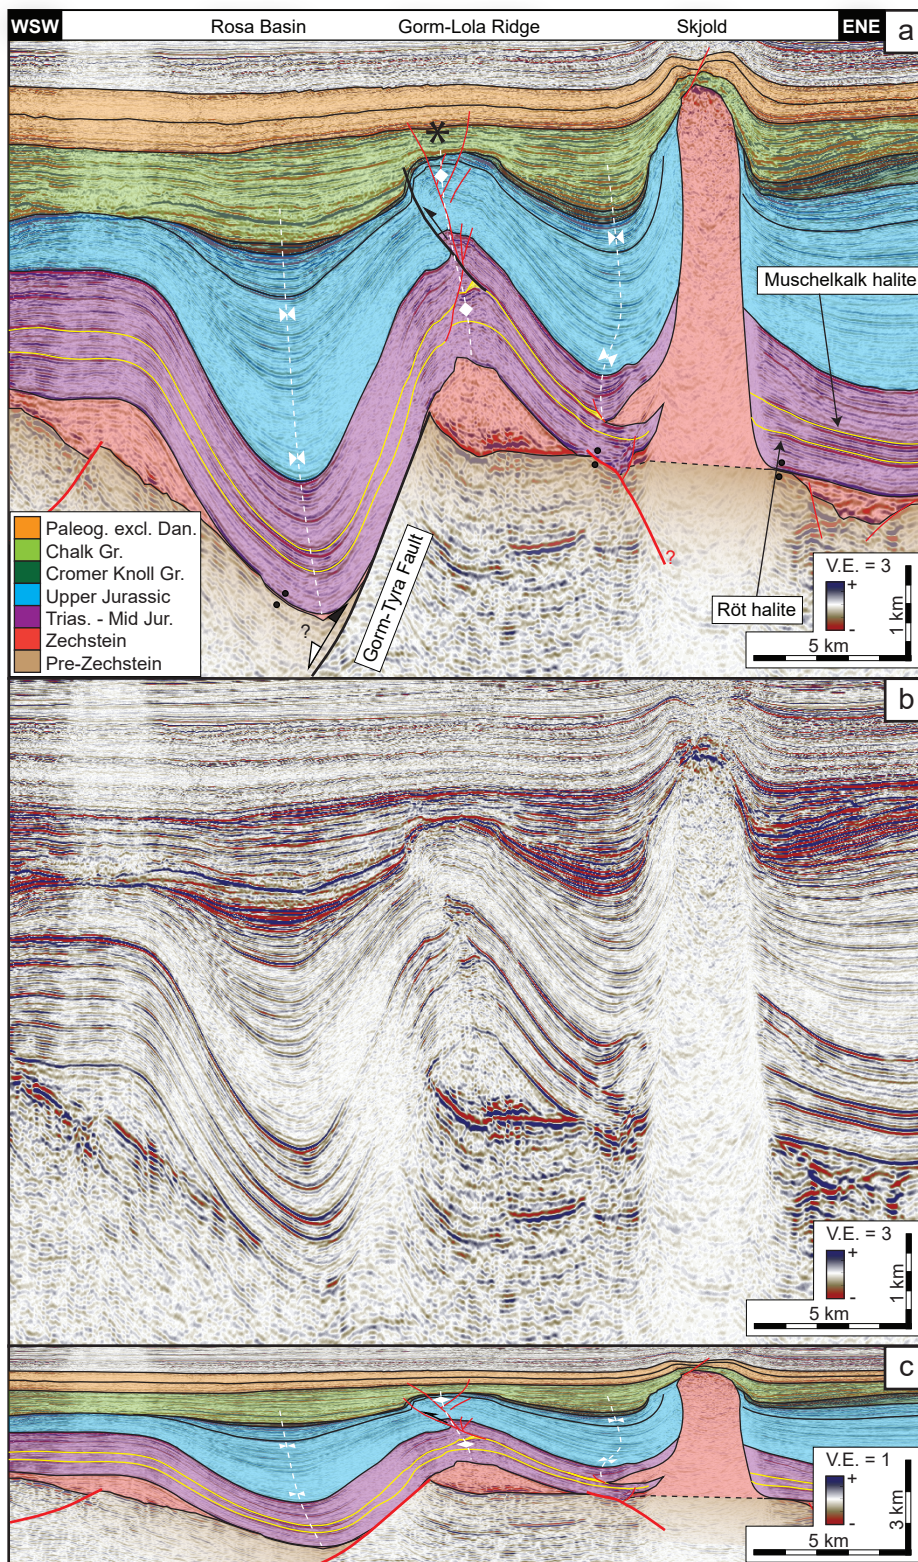 WSW Rosa Basin Gorm-Lola Ridge Skjold ENE a
*
Muschelkalk halite
Röt halite
Gorm-Tyra Fault
?
?
Paleog. excl. Dan.
Chalk Gr.
Cromer Knoll Gr.
Upper Jurassic
Trias. - Mid Jur.
Zechstein
Pre-Zechstein
V.E. = 3
+
-
1 km
5 km
b
V.E. = 3
+
-
1 km
5 km
c
V.E. = 1
+
-
3 km
5 km